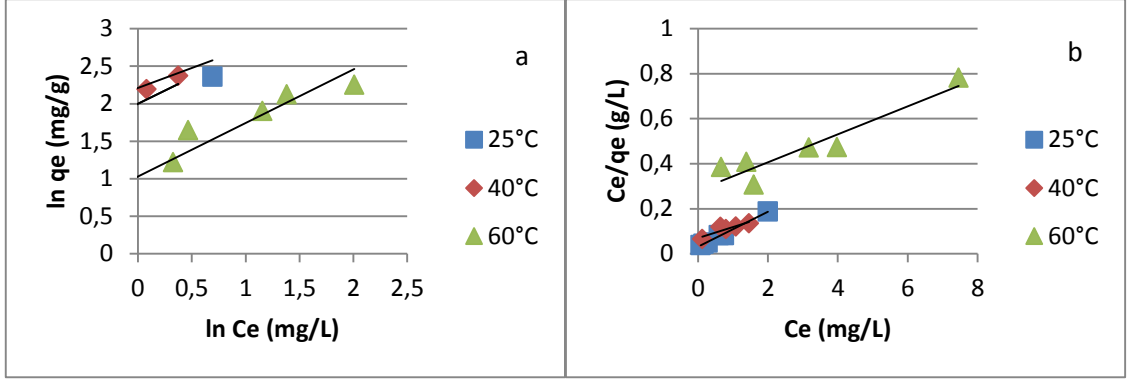 a
ln qe (mg/g)
3
2,5
2
1,5
1
0,5
0
0 0,5 1 1,5 2 2,5
ln Ce (mg/L)
25°C
40°C
60°C
b
Ce/qe (g/L)
1
0,8
0,6
0,4
0,2
0
0 2 4 6 8
Ce (mg/L)
25°C
40°C
60°C